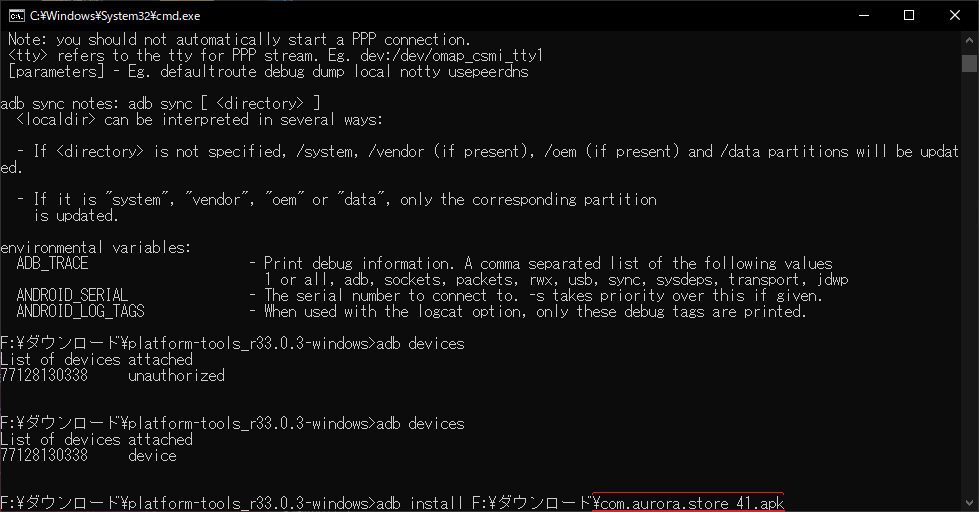 C:¥Windows¥System32¥cmd.exe
Note: you should not automatically start a PPP connection.
<tty> refers to the tty for PPP stream. Eg. dev:/dev/omap_csmi_tty1
[parameters] - Eg. defaultroute debug dump local notty usepeerdns
adb sync notes: adb sync [ <directory> ]
<localdir> can be interpreted in several ways:
- If <directory> is not specified, /system, /vendor (if present), /oem (if present) and /data partitions will be updat
ed.
- If it is "system", "vendor", "oem" or "data", only the corresponding partition
is updated.
environmental variables:
ADB_TRACE - Print debug information. A comma separated list of the following values
1 or all, adb, sockets, packets, rwx, usb, sync, sysdeps, transport, jdwp
ANDROID_SERIAL - The serial number to connect to. -s takes priority over this if given.
ANDROID_LOG_TAGS - When used with the logcat option, only these debug tags are printed.
F:¥ダウンロード¥platform-tools_r33.0.3-windows>adb devices
List of devices attached
77128130338 unauthorized
F:¥ダウンロード¥platform-tools_r33.0.3-windows>adb devices
List of devices attached
77128130338 device
F:¥ダウンロード¥platform-tools_r33.0.3-windows>adb install F:¥ダウンロード¥com.aurora.store_41.apk